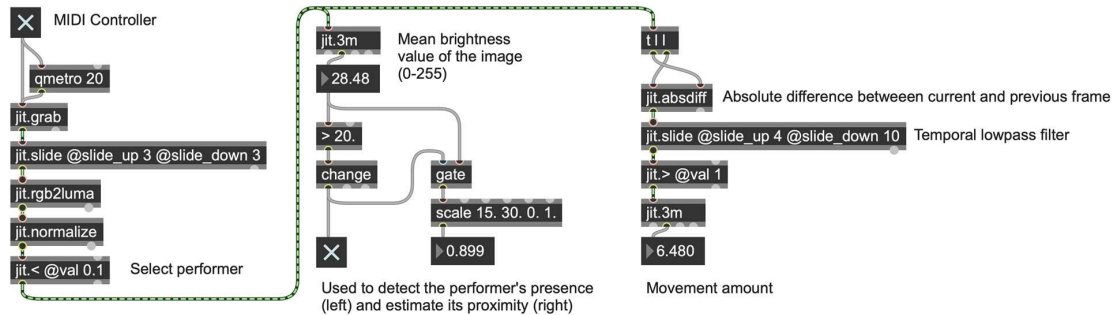 MIDI Controller
qmetro 20
jit.grab
jit.slide @slide_up 3 @slide_down 3
jit.rgb2luma
jit.normalize
jit.< @val 0.1
Select performer
jit.3m
Mean brightness
value of the image
(0-255)
28.48
> 20.
change
gate
scale 15. 30. 0. 1.
0.899
Used to detect the performer's presence
(left) and estimate its proximity (right)
t l l
jit.absdiff
Absolute difference betweeen current and previous frame
jit.slide @slide_up 4 @slide_down 10
Temporal lowpass filter
jit.> @val 1
jit.3m
6.480
Movement amount